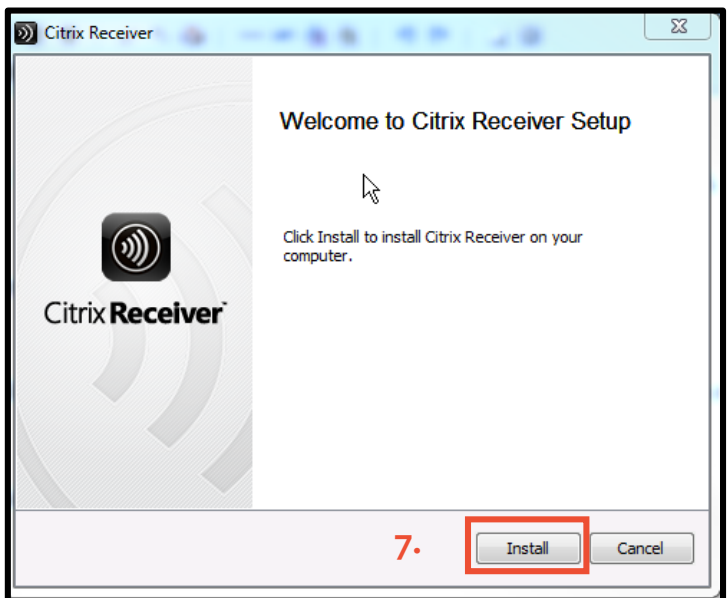 Citrix Receiver
Welcome to Citrix Receiver Setup
Click Install to install Citrix Receiver on your
computer.
Citrix Receiver™
7.
Install
Cancel